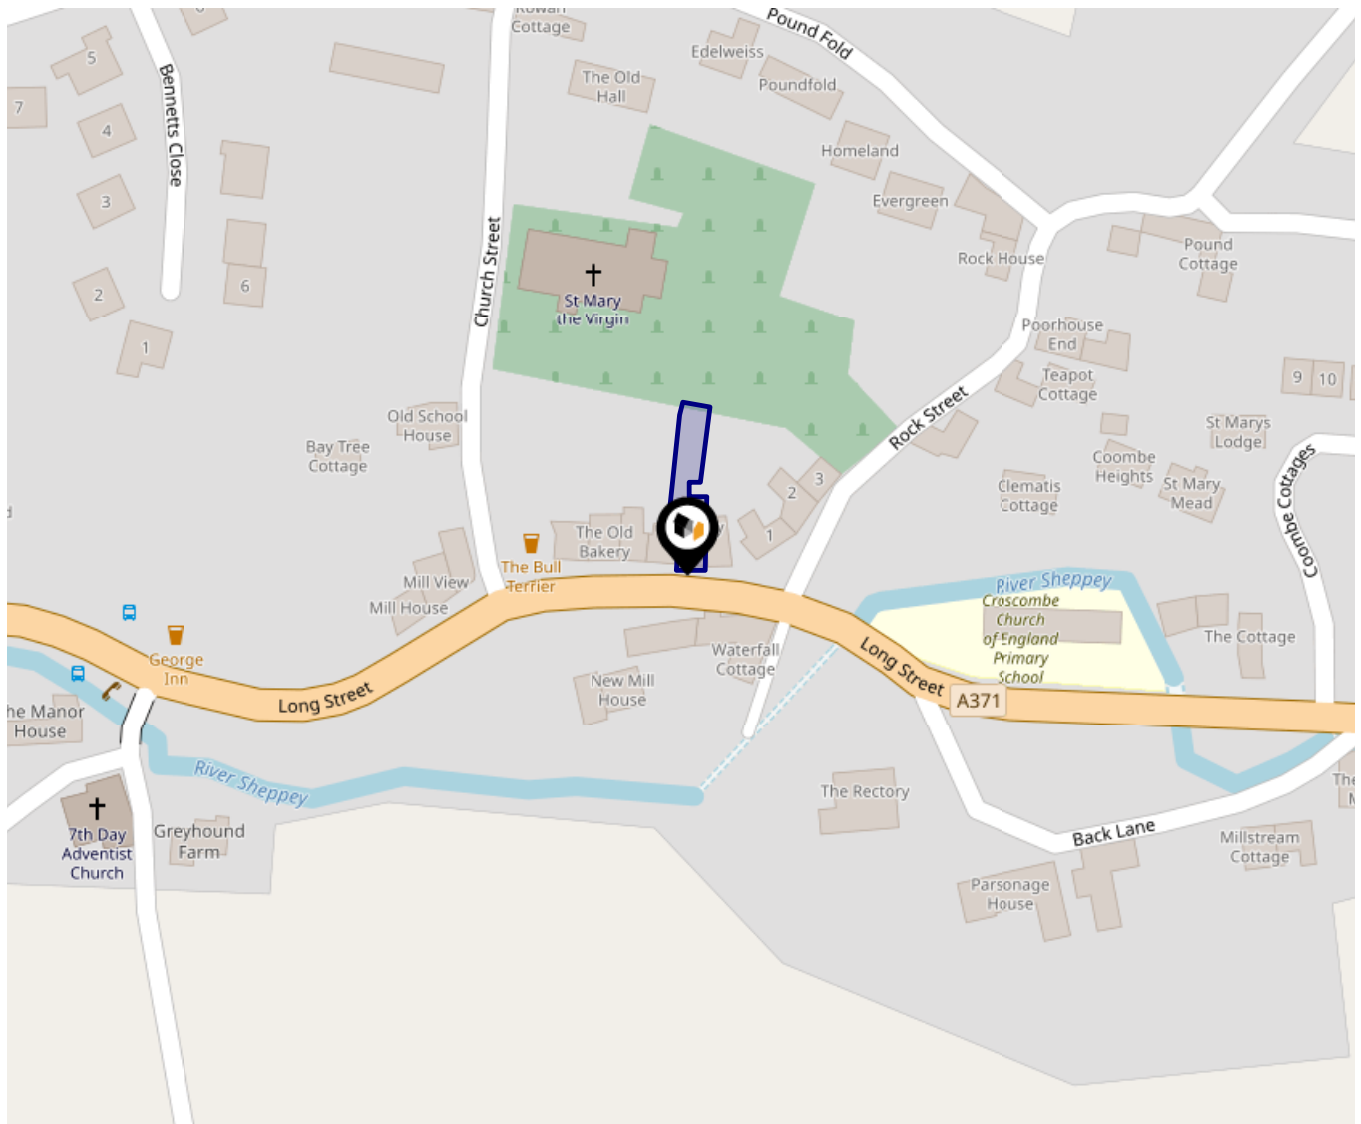 Rowan
Cottage
Pound Fold
Edelweiss
5
The Old
Hall
Poundfold
7
Bennetts Close
4
Homeland
3
Evergreen
Church Street
Rock House
Pound
Cottage
St Mary
the Virgin
2
6
1
Poorhouse
End
Teapot
Cottage
9
10
Rock Street
Old School
House
Bay Tree
Cottage
St Marys
Lodge
Coombe
Heights
Clematis
Cottage
St Mary
Mead
Coombe Cottages
3
2
1
The Old
Bakery
The Bull
Terrier
Mill View
Mill House
River Sheppey
Croscombe
Church
of England
Primary
School
The Cottage
George
Inn
Waterfall
Cottage
Long Street
New Mill
House
Long Street
A371
he Manor
House
River Sheppey
The Rectory
7th Day
Adventist
Church
Greyhound
Farm
Back Lane
Millstream
Cottage
Parsonage
House